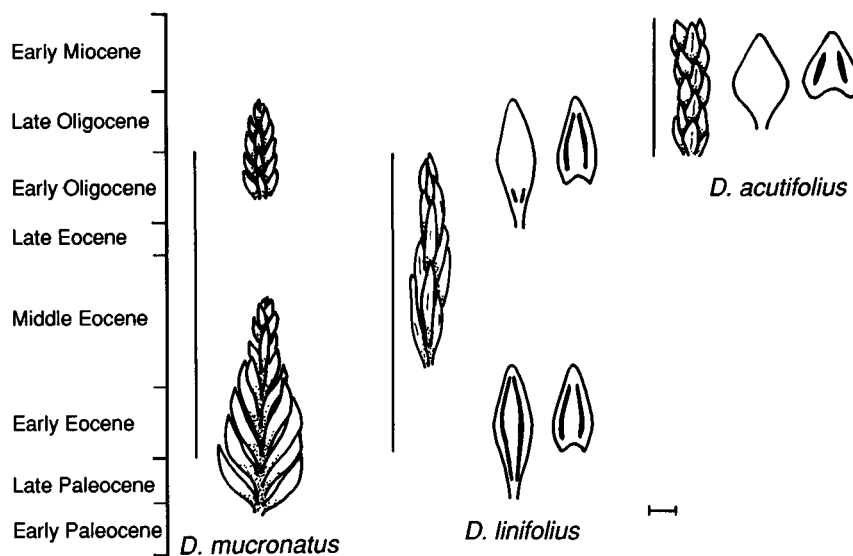 Early Miocene
Late Oligocene
Early Oligocene
Late Eocene
Middle Eocene
Early Eocene
Late Paleocene
Early Paleocene
D. mucronatus
D. linifolius
D. acutifolius